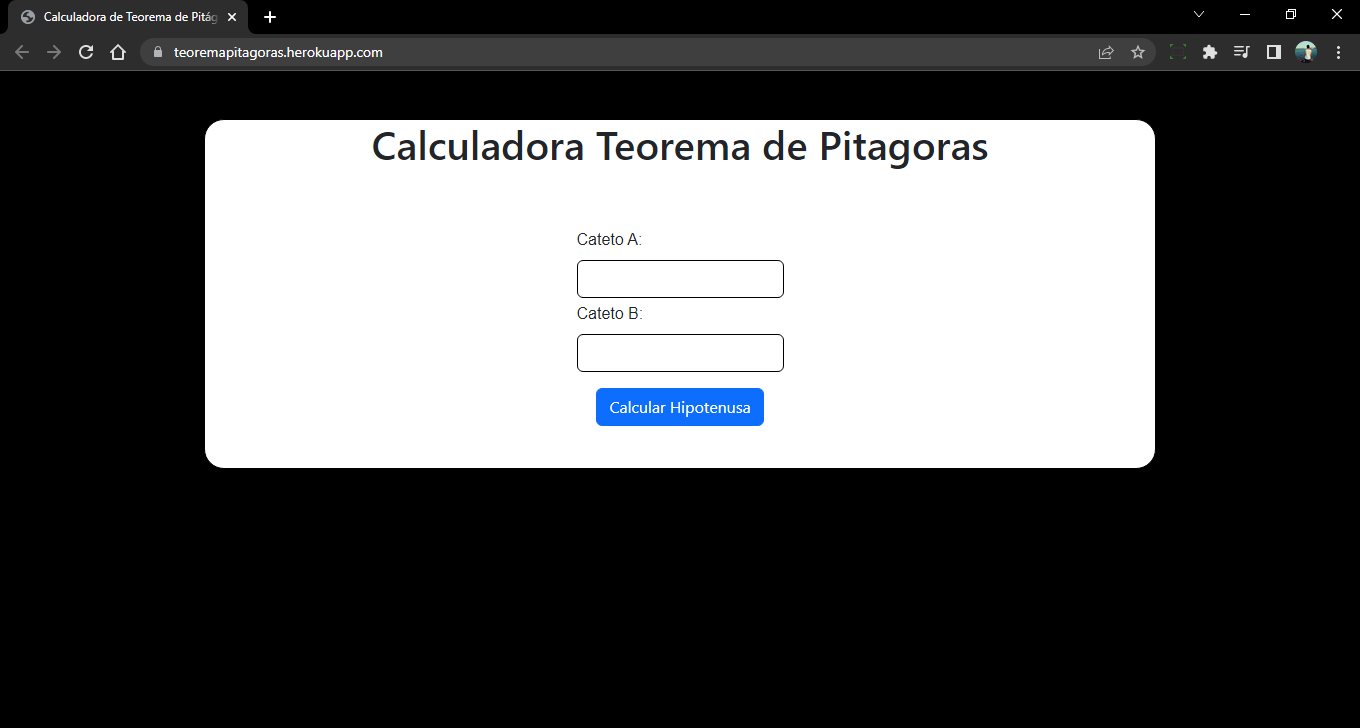 Calculadora de Teorema de Pitág
teoremapitagoras.herokuapp.com
Calculadora Teorema de Pitagoras
Cateto A:
Cateto B:
Calcular Hipotenusa